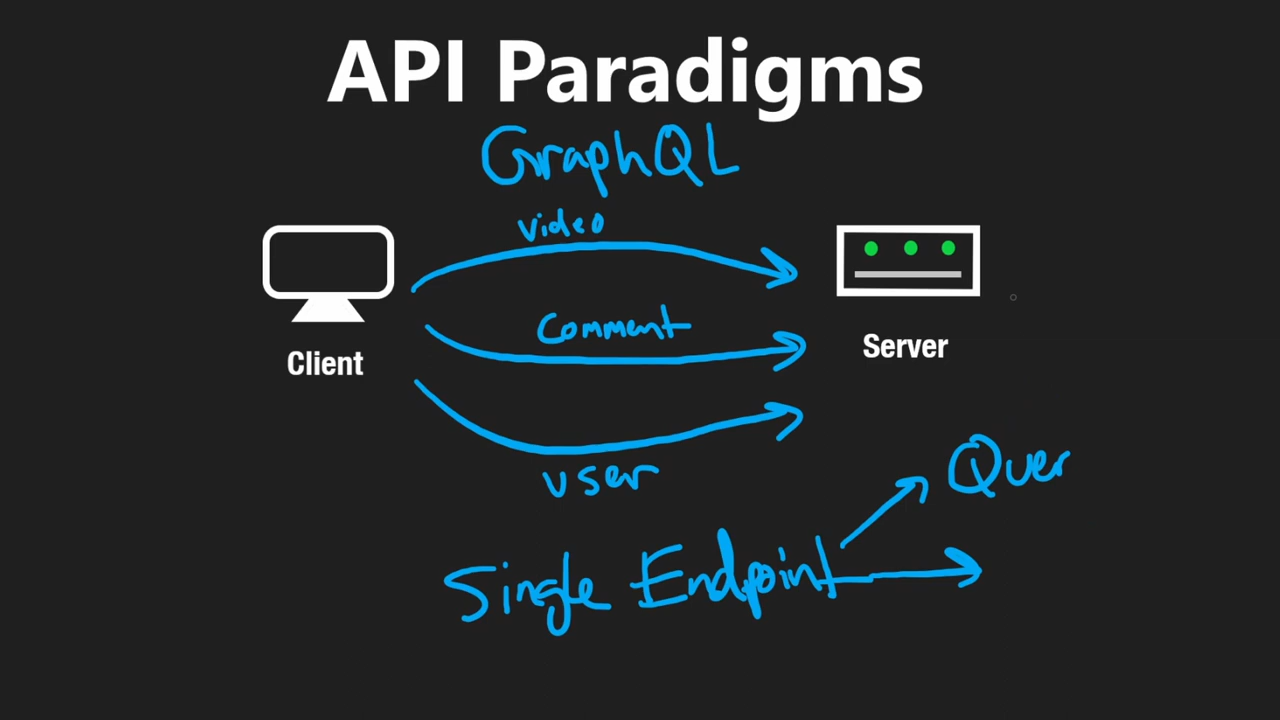 API Paradigms
GraphQL
video
Comment
Client
Server
user
Quer
Single Endpoint